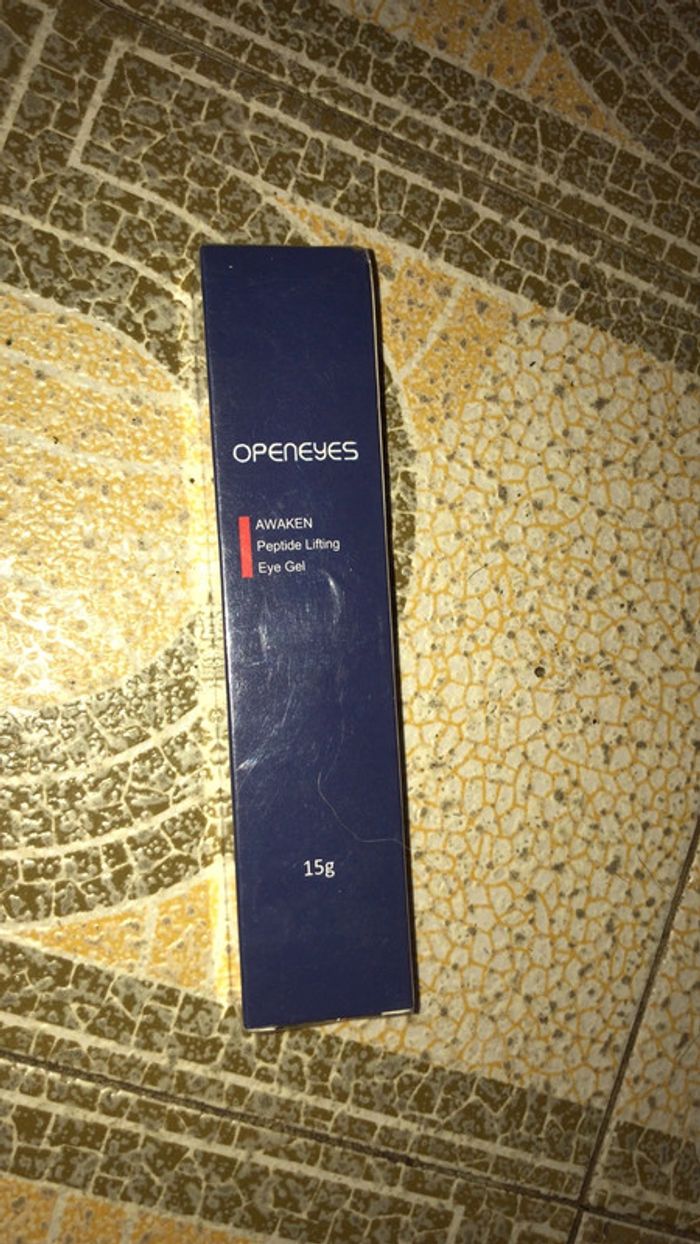 OPENEYES
AWAKEN
Peptide Lifting
Eye Gel
15g